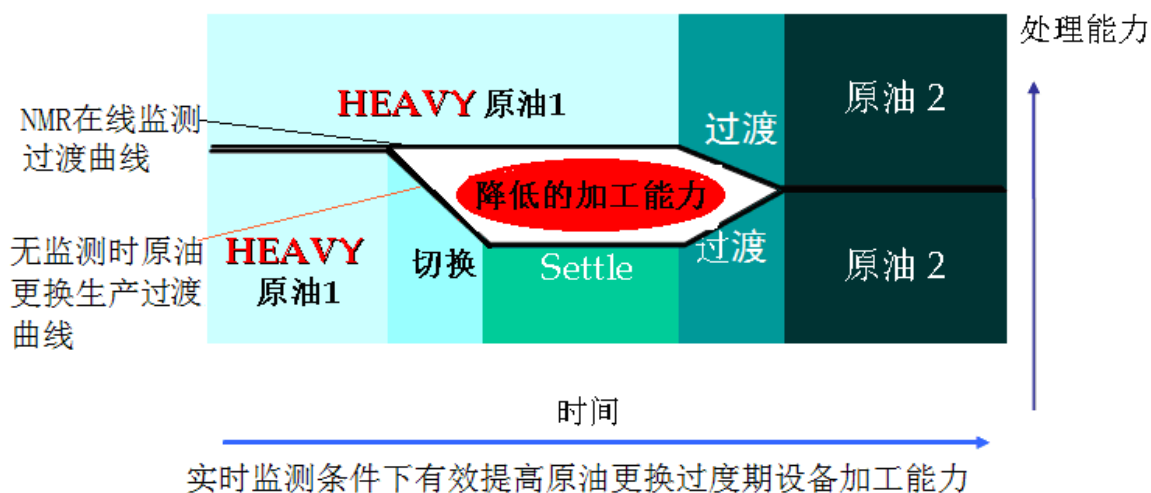 处理能力
HEAVY 原油1
过渡
原油 2
NMR在线监测
过渡曲线
降低的加工能力
无监测时原油
更换生产过渡
曲线
HEAVY
原油1
切换
Settle
过渡
原油 2
时间
实时监测条件下有效提高原油更换过度期设备加工能力